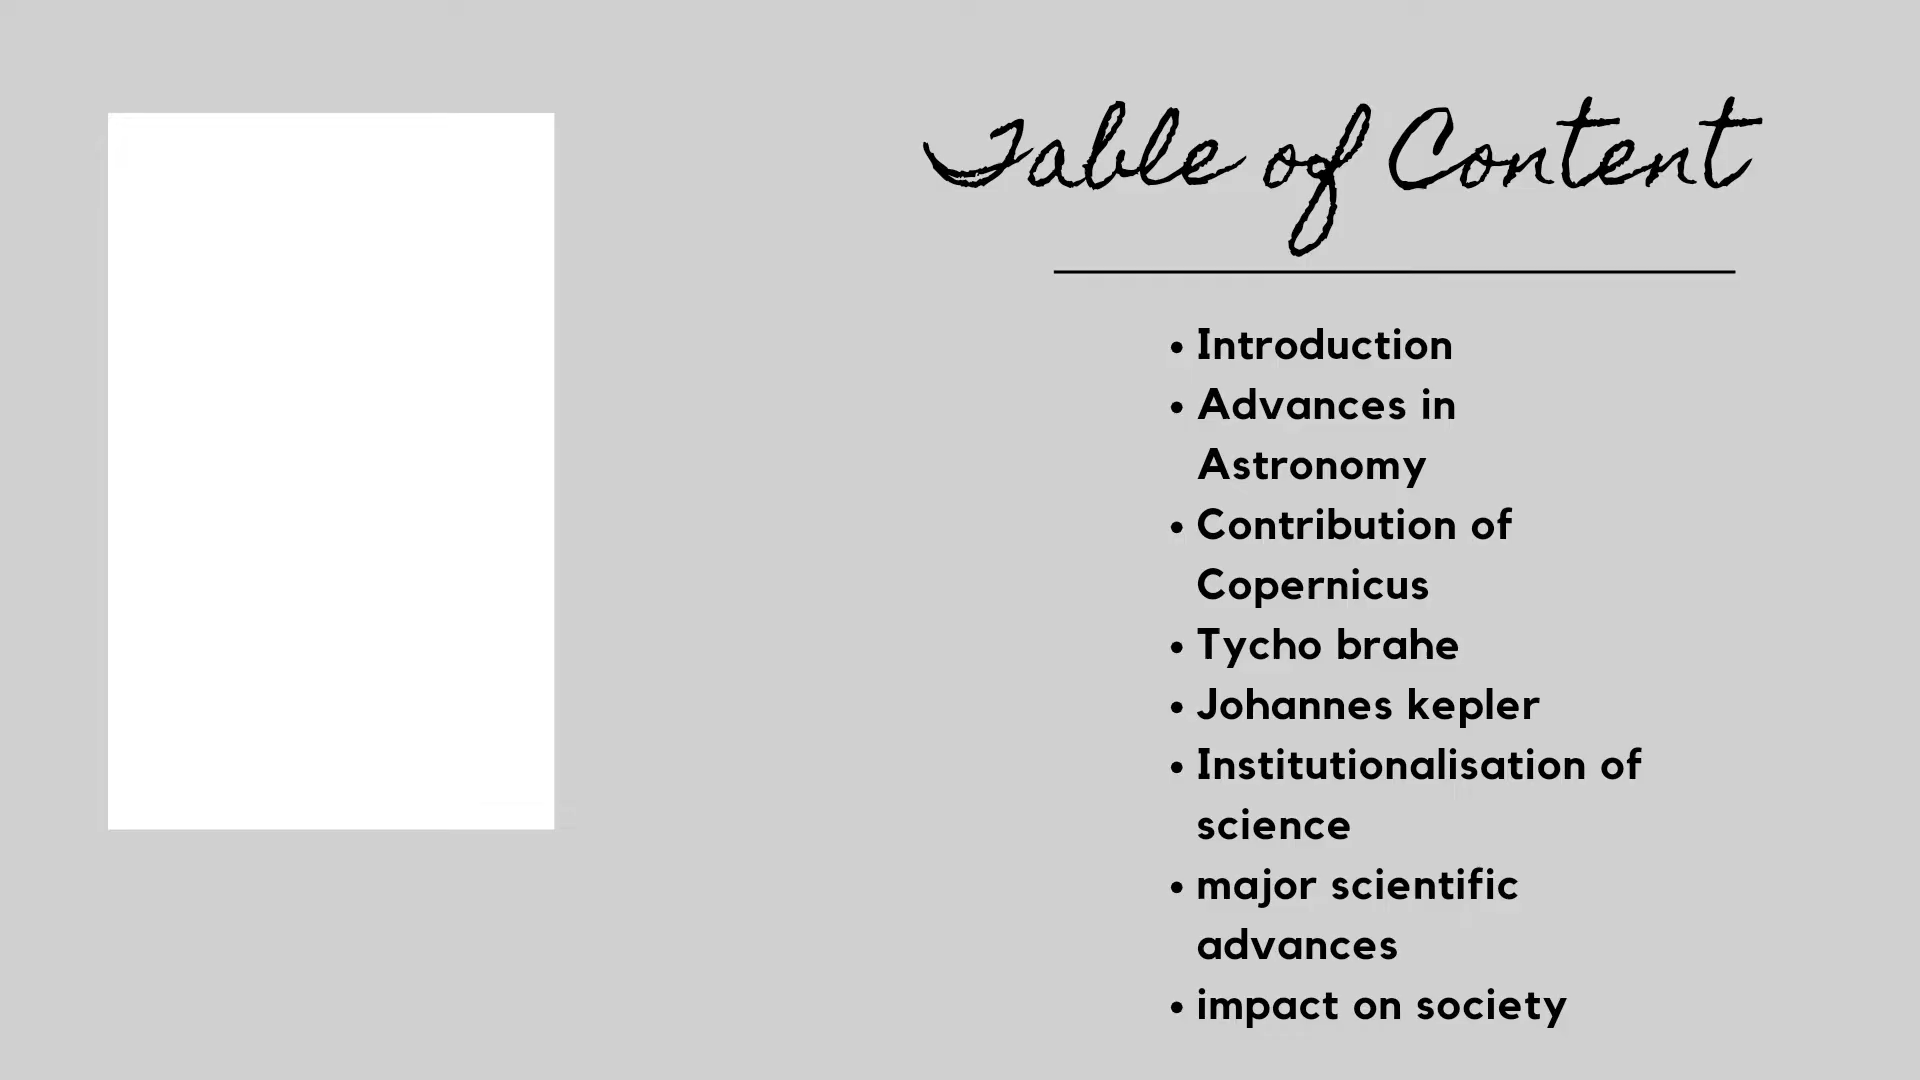 Table of Content
• Introduction
• Advances in
Astronomy
• Contribution of
Copernicus
• Tycho brahe
• Johannes kepler
• Institutionalisation of
science
• major scientific
advances
• impact on society